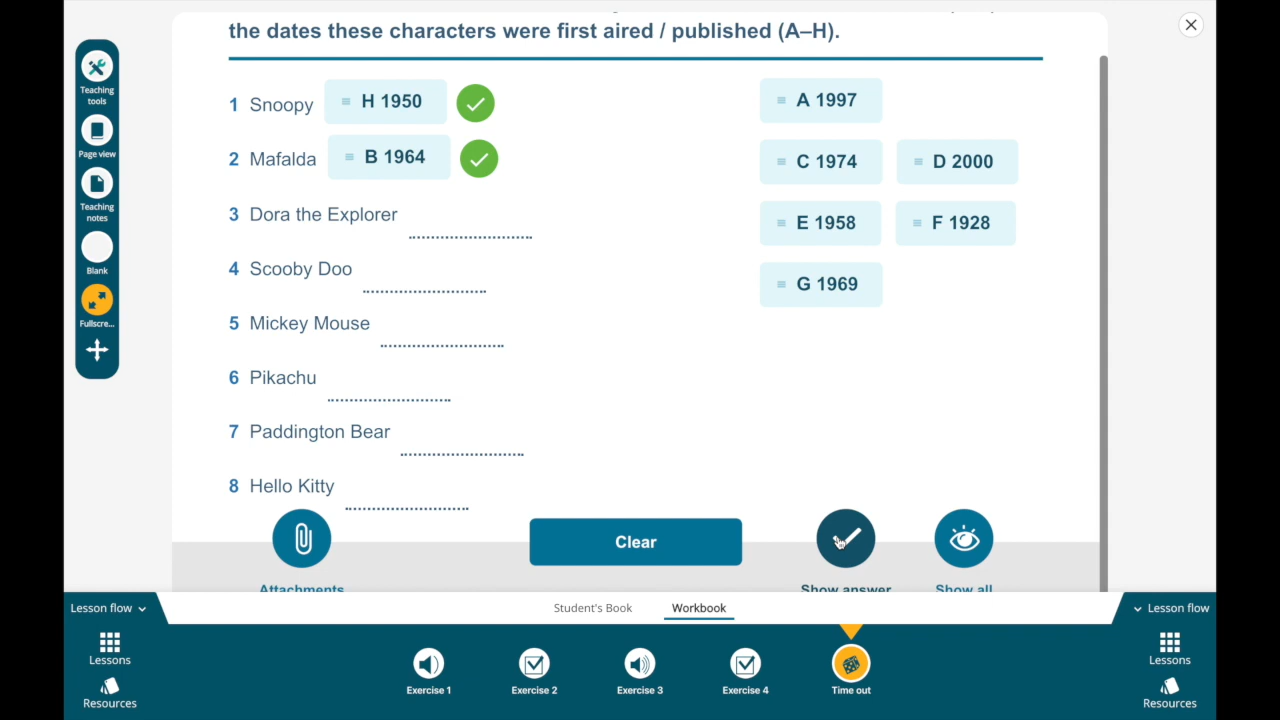 the dates these characters were first aired / published (A–H).
1 Snoopy H 1950
2 Mafalda B 1964
3 Dora the Explorer
4 Scooby Doo
5 Mickey Mouse
6 Pikachu
7 Paddington Bear
8 Hello Kitty
A 1997
C 1974 D 2000
E 1958 F 1928
G 1969
Teaching
tools
Page view
Teaching
notes
Blank
Fullscre...
Attachments
Clear
Show answer
Show all
Lesson flow
Student's Book Workbook
Lesson flow
Lessons
Resources
Exercise 1
Exercise 2
Exercise 3
Exercise 4
Time out
Lessons
Resources